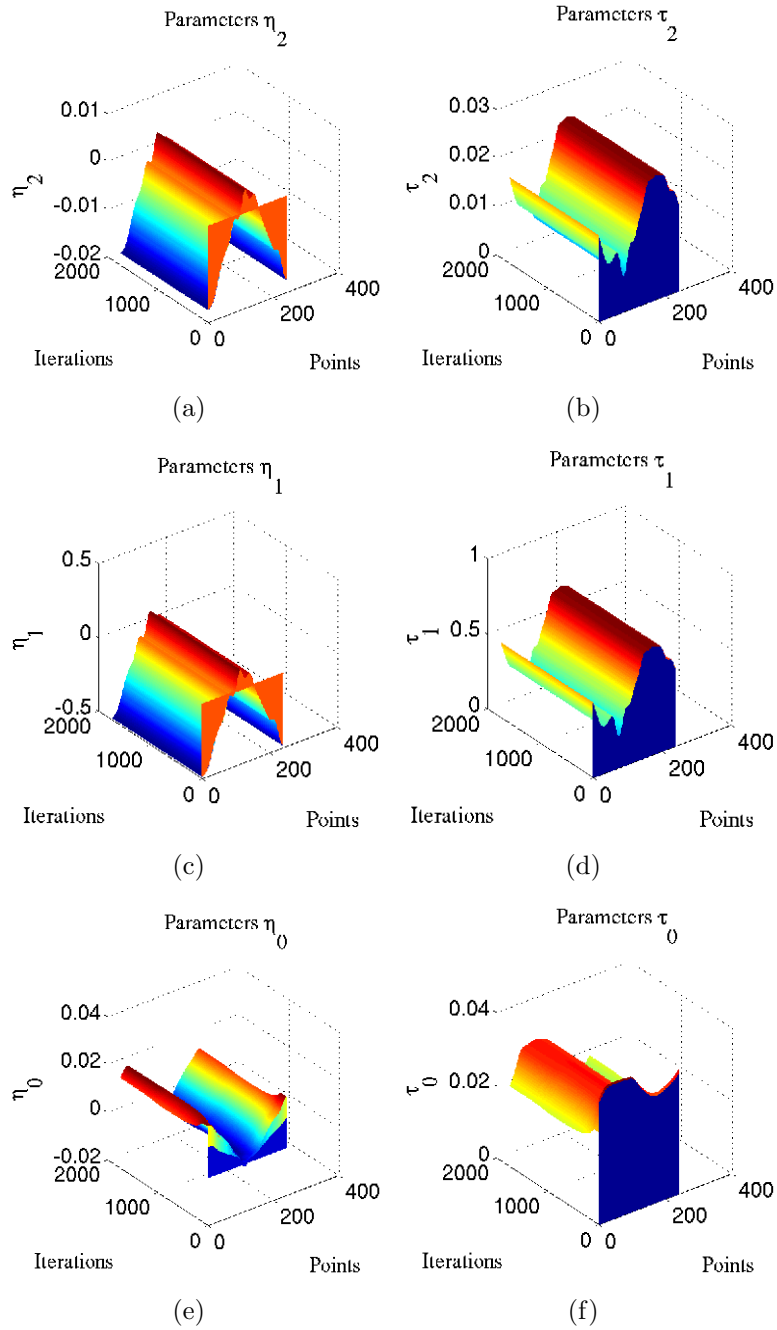 Parameters η2
0.01
0
-0.01
-0.02
η2
2000
1000
0
0
200
400
Iterations
Points
(a)
Parameters τ2
0.03
0.02
0.01
0
τ2
2000
1000
0
0
200
400
Iterations
Points
(b)
Parameters η1
0.5
0
-0.5
η1
2000
1000
0
0
200
400
Iterations
Points
(c)
Parameters τ1
1
0.5
0
τ1
2000
1000
0
0
200
400
Iterations
Points
(d)
Parameters η0
0.04
0.02
0
-0.02
η0
2000
1000
0
0
200
400
Iterations
Points
(e)
Parameters τ0
0.04
0.02
0
τ0
2000
1000
0
0
200
400
Iterations
Points
(f)